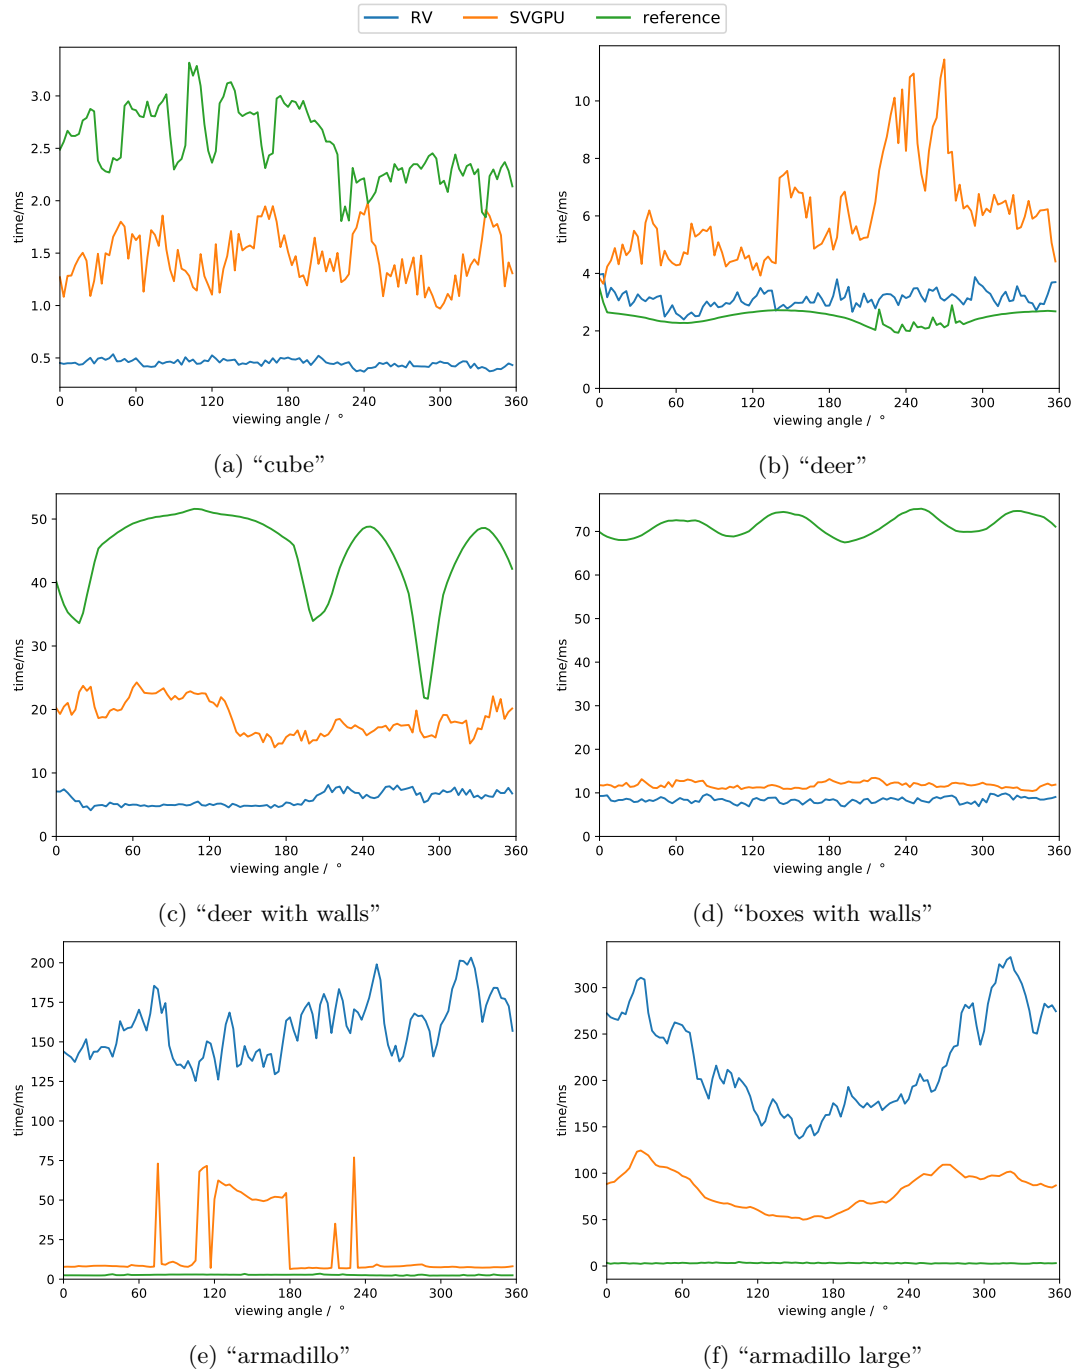 RV SVGPU reference
3.0
2.5
2.0
1.5
1.0
0.5
time/ms
0 60 120 180 240 300 360
viewing angle / °
(a) “cube”
10
8
6
4
2
0
time/ms
0 60 120 180 240 300 360
viewing angle / °
(b) “deer”
50
40
30
20
10
0
time/ms
0 60 120 180 240 300 360
viewing angle / °
(c) “deer with walls”
70
60
50
40
30
20
10
0
time/ms
0 60 120 180 240 300 360
viewing angle / °
(d) “boxes with walls”
200
175
150
125
100
75
50
25
0
time/ms
0 60 120 180 240 300 360
viewing angle / °
(e) “armadillo”
300
250
200
150
100
50
0
time/ms
0 60 120 180 240 300 360
viewing angle / °
(f) “armadillo large”